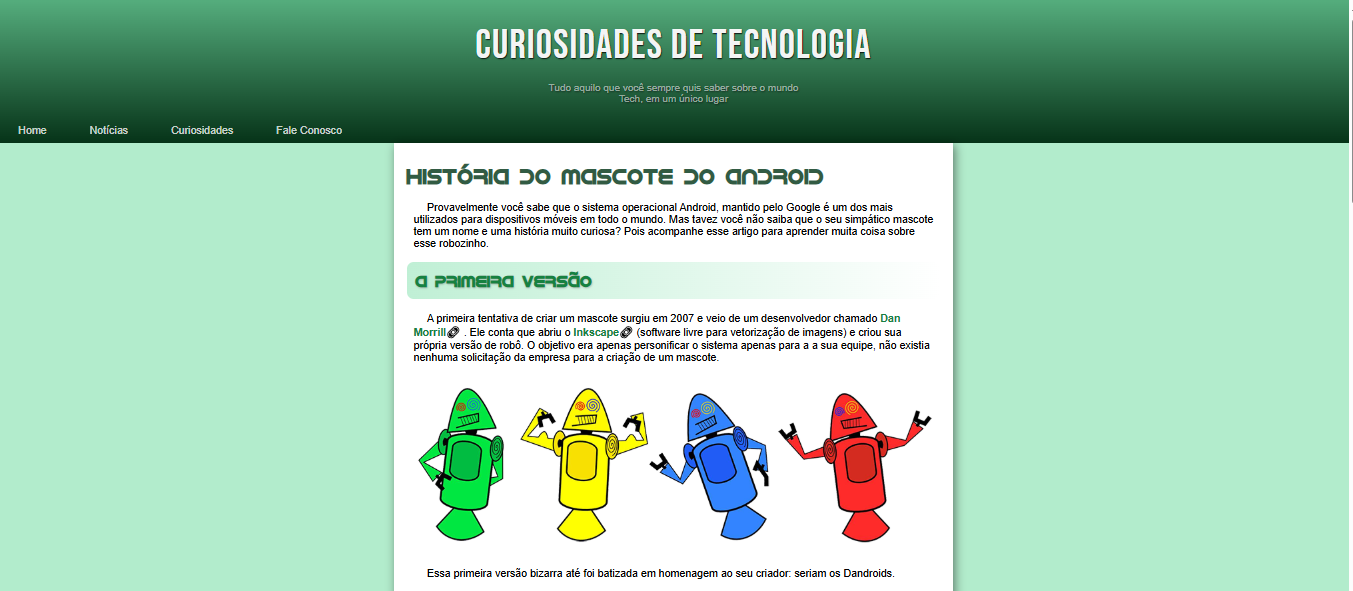 CURIOSIDADES DE TECNOLOGIA
Tudo aquilo que você sempre quis saber sobre o mundo
Tech, em um único lugar
Home Notícias Curiosidades Fale Conosco
HISTÓRIA DO MASCOTE DO ANDROID
Provavelmente você sabe que o sistema operacional Android, mantido pelo Google é um dos mais
utilizados para dispositivos móveis em todo o mundo. Mas tavez você não saiba que o seu simpático mascote
tem um nome e uma história muito curiosa? Pois acompanhe esse artigo para aprender muita coisa sobre
esse robozinho.
A PRIMEIRA VERSÃO
A primeira tentativa de criar um mascote surgiu em 2007 e veio de um desenvolvedor chamado Dan
Morrill . Ele conta que abriu o Inkscape (software livre para vetorização de imagens) e criou sua
própria versão de robô. O objetivo era apenas personificar o sistema apenas para a a sua equipe, não existia
nenhuma solicitação da empresa para a criação de um mascote.
Essa primeira versão bizarra até foi batizada em homenagem ao seu criador: seriam os Dandroids.